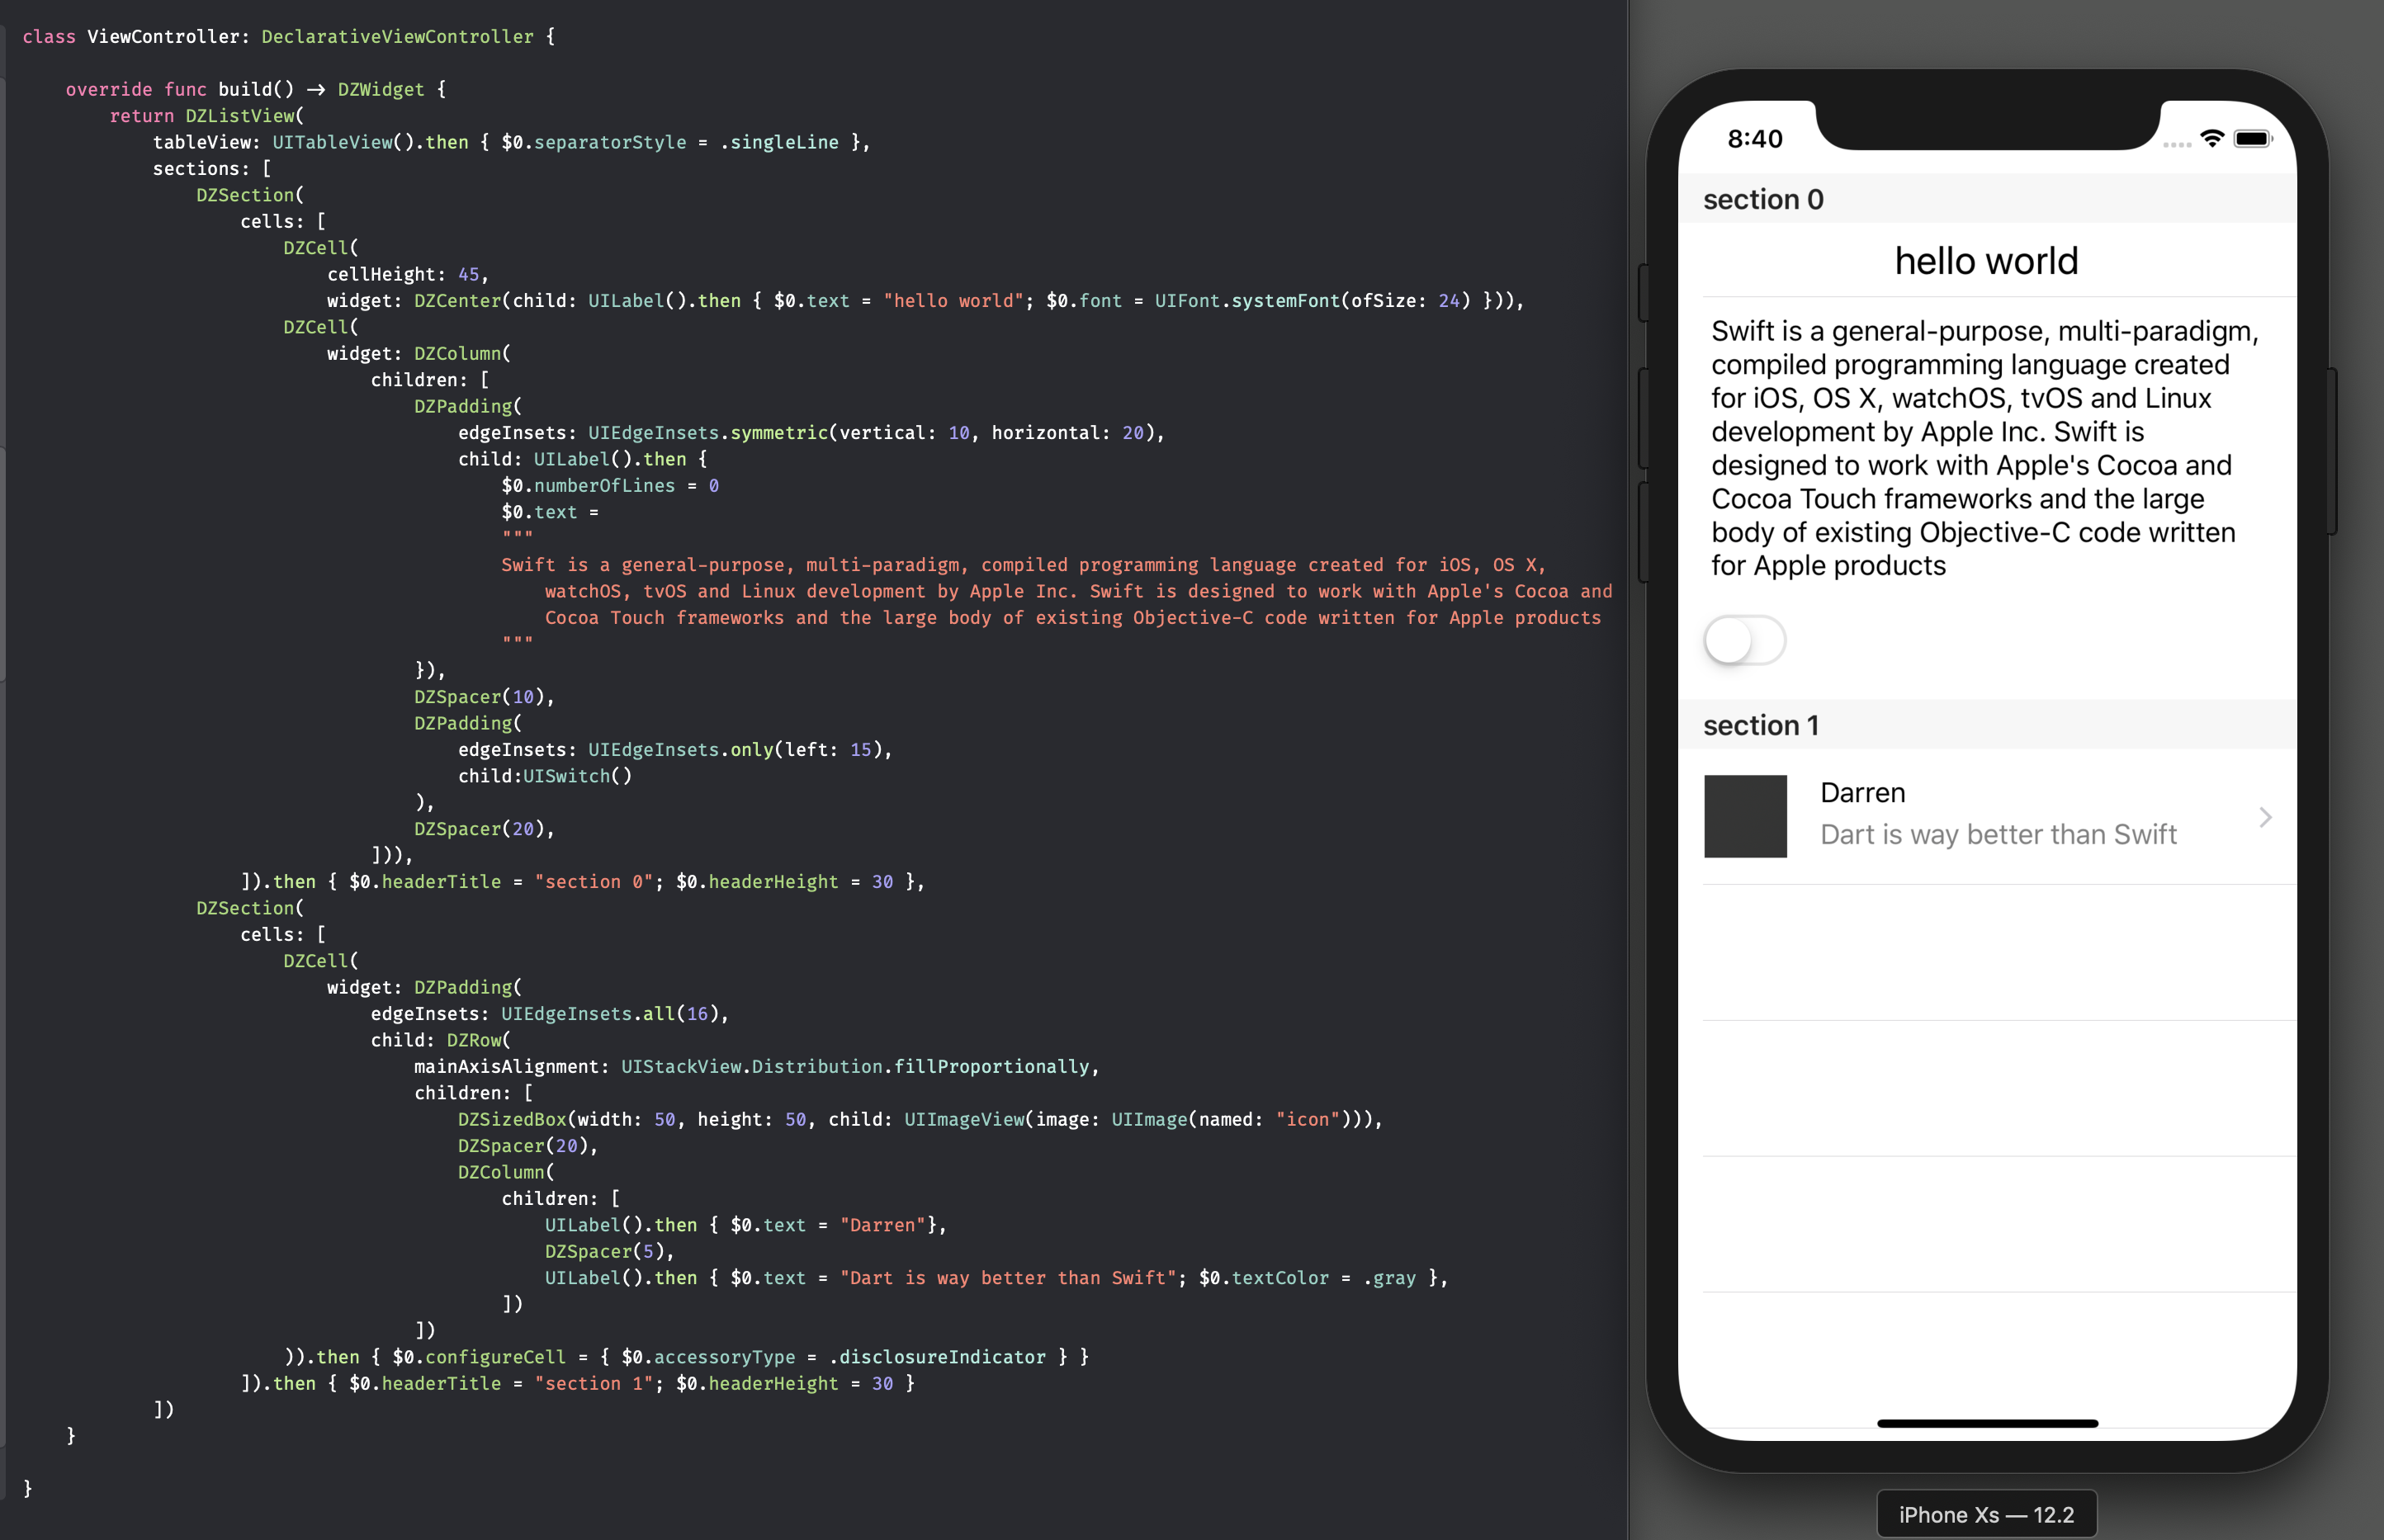 class ViewController: DeclarativeViewController {
override func build() -> DZWidget {
return DZListView(
tableView: UITableView().then { $0.separatorStyle = .singleLine },
sections: [
DZSection(
cells: [
DZCell(
cellHeight: 45,
widget: DZCenter(child: UILabel().then { $0.text = "hello world"; $0.font = UIFont.systemFont(ofSize: 24) })),
DZCell(
widget: DZColumn(
children: [
DZPadding(
edgeInsets: UIEdgeInsets.symmetric(vertical: 10, horizontal: 20),
child: UILabel().then {
$0.numberOfLines = 0
$0.text =
"""
Swift is a general-purpose, multi-paradigm, compiled programming language created for iOS, OS X,
watchOS, tvOS and Linux development by Apple Inc. Swift is designed to work with Apple's Cocoa and
Cocoa Touch frameworks and the large body of existing Objective-C code written for Apple products
"""
}),
DZSpacer(10),
DZPadding(
edgeInsets: UIEdgeInsets.only(left: 15),
child:UISwitch()
),
DZSpacer(20),
])),
]).then { $0.headerTitle = "section 0"; $0.headerHeight = 30 },
DZSection(
cells: [
DZCell(
widget: DZPadding(
edgeInsets: UIEdgeInsets.all(16),
child: DZRow(
mainAxisAlignment: UIStackView.Distribution.fillProportionally,
children: [
DZSizedBox(width: 50, height: 50, child: UIImageView(image: UIImage(named: "icon"))),
DZSpacer(20),
DZColumn(
children: [
UILabel().then { $0.text = "Darren"},
DZSpacer(5),
UILabel().then { $0.text = "Dart is way better than Swift"; $0.textColor = .gray },
])
])
)).then { $0.configureCell = { $0.accessoryType = .disclosureIndicator } }
]).then { $0.headerTitle = "section 1"; $0.headerHeight = 30 }
])
}
}
8:40
section 0
hello world
Swift is a general-purpose, multi-paradigm,
compiled programming language created
for iOS, OS X, watchOS, tvOS and Linux
development by Apple Inc. Swift is
designed to work with Apple's Cocoa and
Cocoa Touch frameworks and the large
body of existing Objective-C code written
for Apple products
section 1
Darren
Dart is way better than Swift
iPhone Xs — 12.2